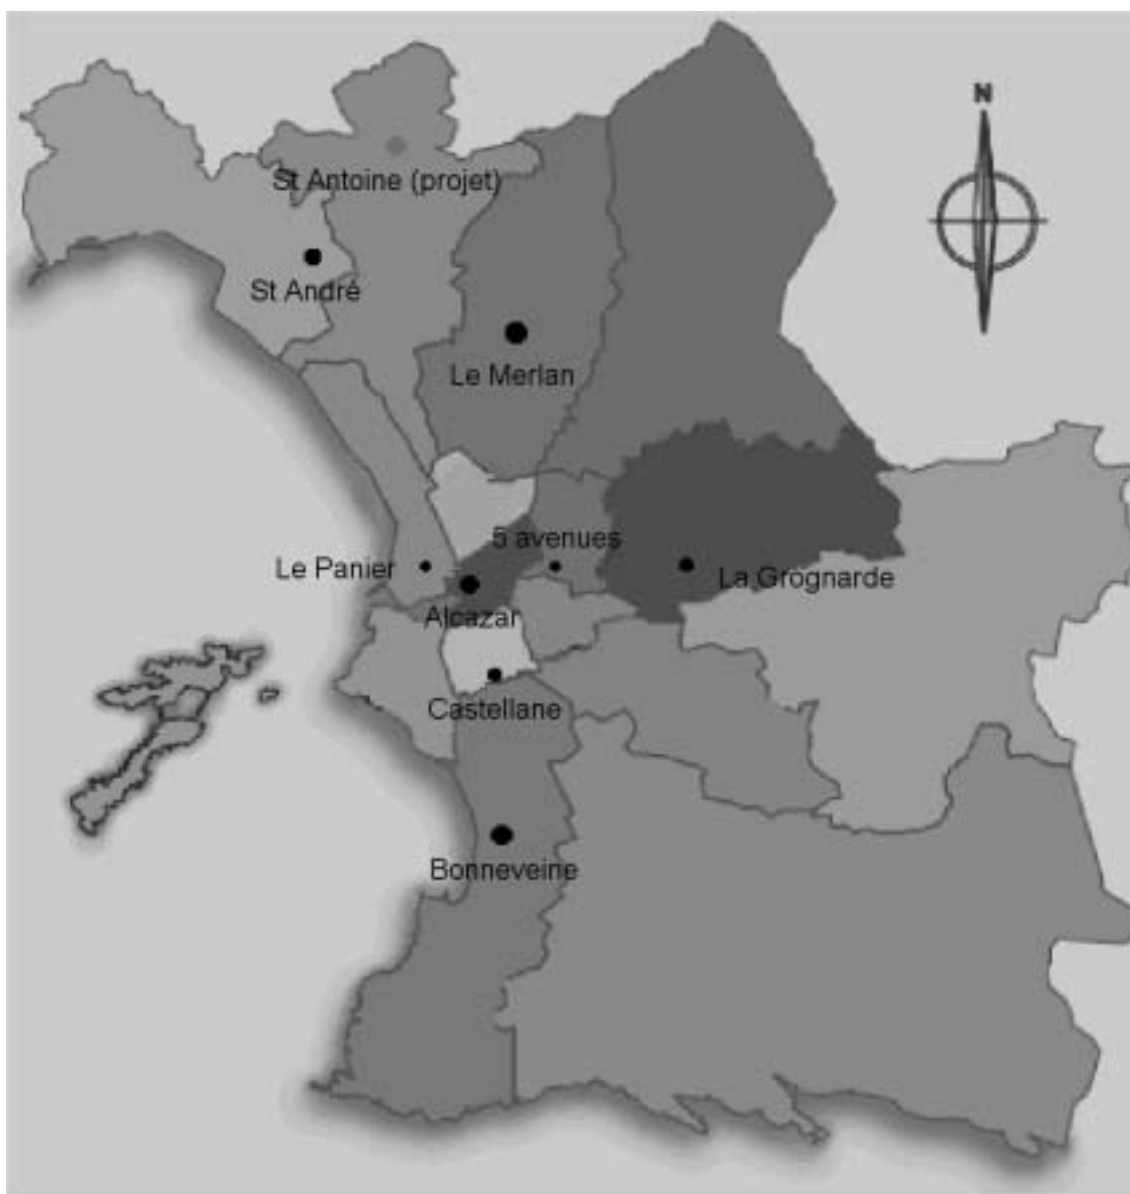 N
St Antoine (projet)
St André
Le Merlan
5 avenues
Le Panier
La Grognarde
Alcazar
Castellane
Bonneveine